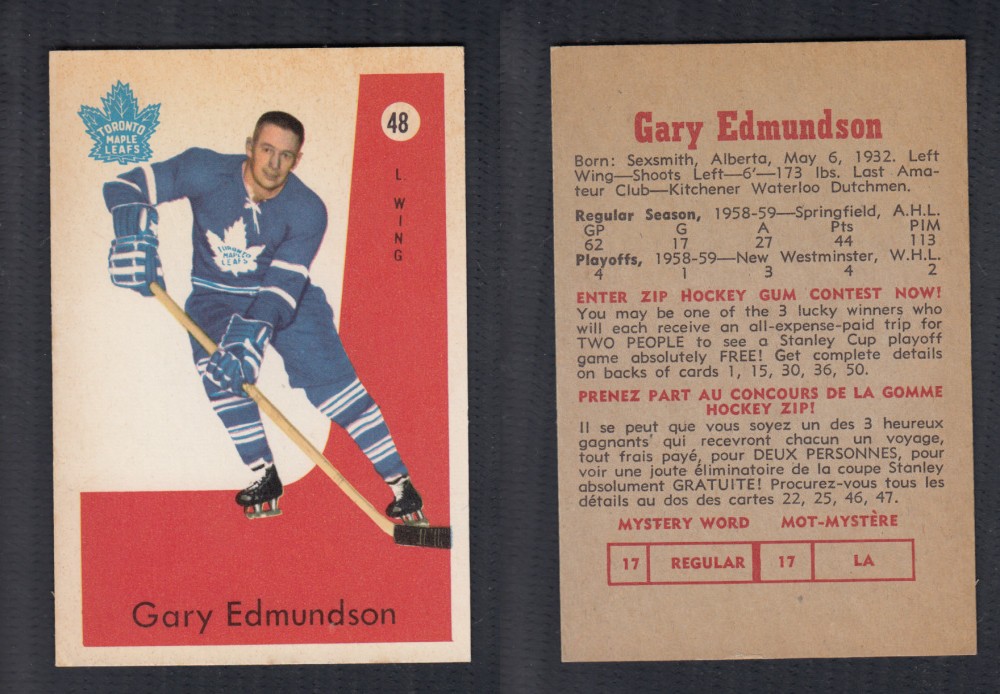 TORONTO
MAPLE
LEAFS
48
L. WING
TORONTO
MAPLE
LEAFS
Gary Edmundson
Gary Edmundson
Born: Sexsmith, Alberta, May 6, 1932. Left
Wing—Shoots Left—6'—173 lbs. Last Ama-
teur Club—Kitchener Waterloo Dutchmen.
Regular Season, 1958-59—Springfield, A.H.L.
GP G A Pts PIM
62 17 27 44 113
Playoffs, 1958-59—New Westminster, W.H.L.
4 1 3 4 2
ENTER ZIP HOCKEY GUM CONTEST NOW!
You may be one of the 3 lucky winners who
will each receive an all-expense-paid trip for
TWO PEOPLE to see a Stanley Cup playoff
game absolutely FREE! Get complete details
on backs of cards 1, 15, 30, 36, 50.
PRENEZ PART AU CONCOURS DE LA GOMME
HOCKEY ZIP!
Il se peut que vous soyez un des 3 heureux
gagnants qui recevront chacun un voyage,
tout frais payé, pour DEUX PERSONNES, pour
voir une joute éliminatoire de la coupe Stanley
absolument GRATUITE! Procurez-vous tous les
détails au dos des cartes 22, 25, 46, 47.
MYSTERY WORD MOT-MYSTÈRE
17 REGULAR 17 LA